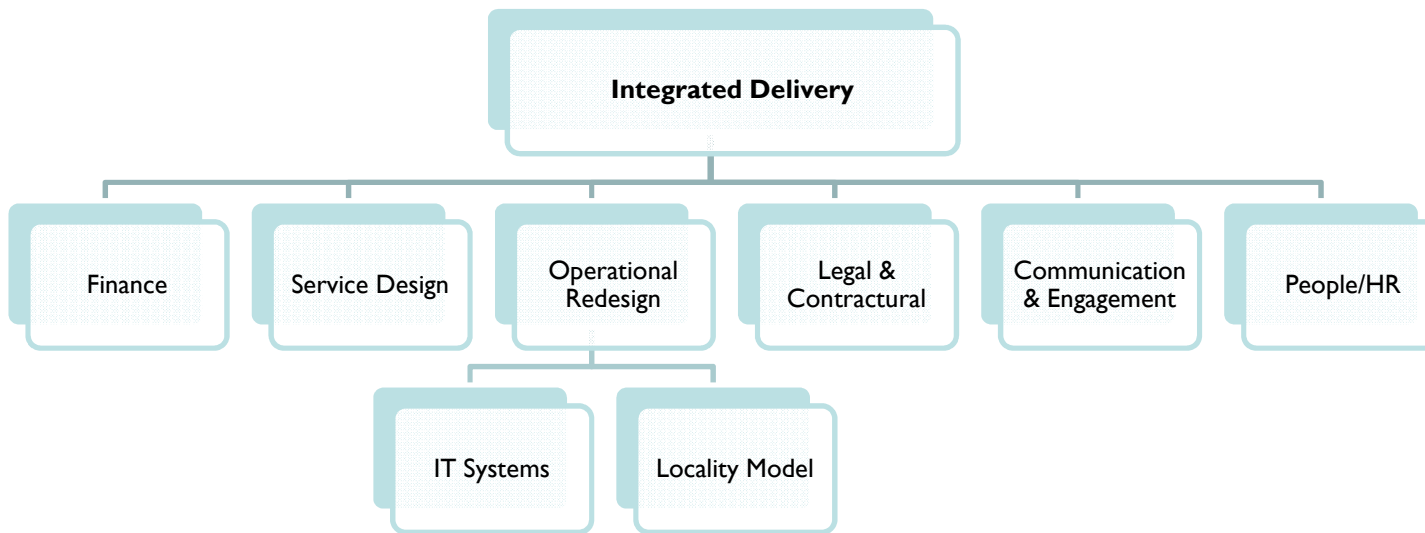 Integrated Delivery
Finance
Service Design
Operational
Redesign
Legal &
Contractural
Communication
& Engagement
People/HR
IT Systems
Locality Model